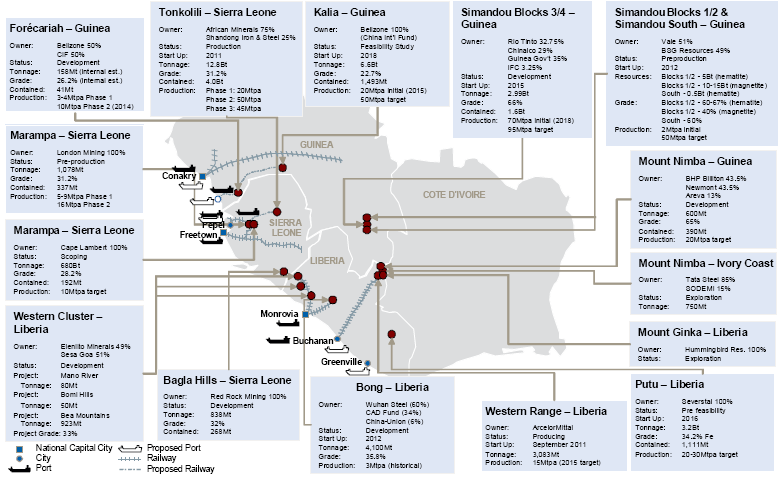 Forécariah – Guinea
Owner: Bellzone 50%
CIF 50%
Status: Development
Tonnage: 158Mt (internal est.)
Grade: 26.2% (internal est.)
Contained: 41Mt
Production: 3-4Mtpa Phase 1
10Mtpa Phase 2 (2014)
Tonkolili – Sierra Leone
Owner: African Minerals 75%
Shandong Iron & Steel 25%
Status: Production
Start Up: 2011
Tonnage: 12.8Bt
Grade: 31.2%
Contained: 4.0Bt
Production: Phase 1: 20Mtpa
Phase 2: 50Mtpa
Phase 3: 45Mtpa
Kalia – Guinea
Owner: Bellzone 100%
(China Int'l Fund)
Status: Feasibility Study
Start Up: 2018
Tonnage: 6.6Bt
Grade: 22.7%
Contained: 1,493Mt
Production: 20Mtpa Initial (2015)
50Mtpa target
Simandou Blocks 3/4 –
Guinea
Owner: Rio Tinto 32.75%
Chinalco 29%
Guinea Gov't 35%
IFC 3.25%
Status: Development
Start Up: 2015
Tonnage: 2.99Bt
Grade: 66%
Contained: 1.6Bt
Production: 70Mtpa Initial (2018)
95Mtpa target
Simandou Blocks 1/2 &
Simandou South – Guinea
Owner: Vale 51%
BSG Resources 49%
Status: Preproduction
Start Up: 2012
Resources: Blocks 1/2 - 5Bt (hematite)
Blocks 1/2 - 10-15Bt (magnetite)
South - 0.5Bt (hematite)
Grade: Blocks 1/2 - 60-67% (hematite)
Blocks 1/2 - 40% (magnetite)
South - 60%
Production: 2Mtpa Initial
50Mtpa target
Marampa – Sierra Leone
Owner: London Mining 100%
Status: Pre-production
Tonnage: 1,078Mt
Grade: 31.2%
Contained: 337Mt
Production: 5-9Mtpa Phase 1
16Mtpa Phase 2
Marampa – Sierra Leone
Owner: Cape Lambert 100%
Status: Scoping
Tonnage: 680Bt
Grade: 28.2%
Contained: 192Mt
Production: 10Mtpa target
Western Cluster –
Liberia
Owner: Elenilto Minerals 49%
Sesa Goa 51%
Status: Development
Project: Mano River
Tonnage: 80Mt
Project: Bomi Hills
Tonnage: 50Mt
Project: Bea Mountains
Tonnage: 923Mt
Project Grade: 33%
GUINEA
COTE D'IVOIRE
SIERRA
LEONE
LIBERIA
Conakry
Pepel
Freetown
Monrovia
Buchanan
Greenville
Mount Nimba – Guinea
Owner: BHP Billiton 43.5%
Newmont 43.5%
Areva 13%
Status: Development
Tonnage: 600Mt
Grade: 65%
Contained: 390Mt
Production: 20Mtpa target
Mount Nimba – Ivory Coast
Owner: Tata Steel 85%
SODEMI 15%
Status: Exploration
Tonnage: 750Mt
Mount Ginka – Liberia
Owner: Hummingbird Res. 100%
Status: Exploration
Bagla Hills – Sierra Leone
Owner: Red Rock Mining 100%
Status: Development
Tonnage: 838Mt
Grade: 32%
Contained: 268Mt
Bong – Liberia
Owner: Wuhan Steel (60%)
CAD Fund (34%)
China-Union (6%)
Status: Development
Start Up: 2012
Tonnage: 4,100Mt
Grade: 35.8%
Production: 3Mtpa (historical)
Western Range – Liberia
Owner: ArcelorMittal
Status: Producing
Start Up: September 2011
Tonnage: 3,083Mt
Production: 15Mtpa (2015 target)
Putu – Liberia
Owner: Severstal 100%
Status: Pre feasibility
Start Up: 2016
Tonnage: 3.2Bt
Grade: 34.2% Fe
Contained: 1,111Mt
Production: 20-30Mtpa target
National Capital City
City
Port
Proposed Port
Railway
Proposed Railway